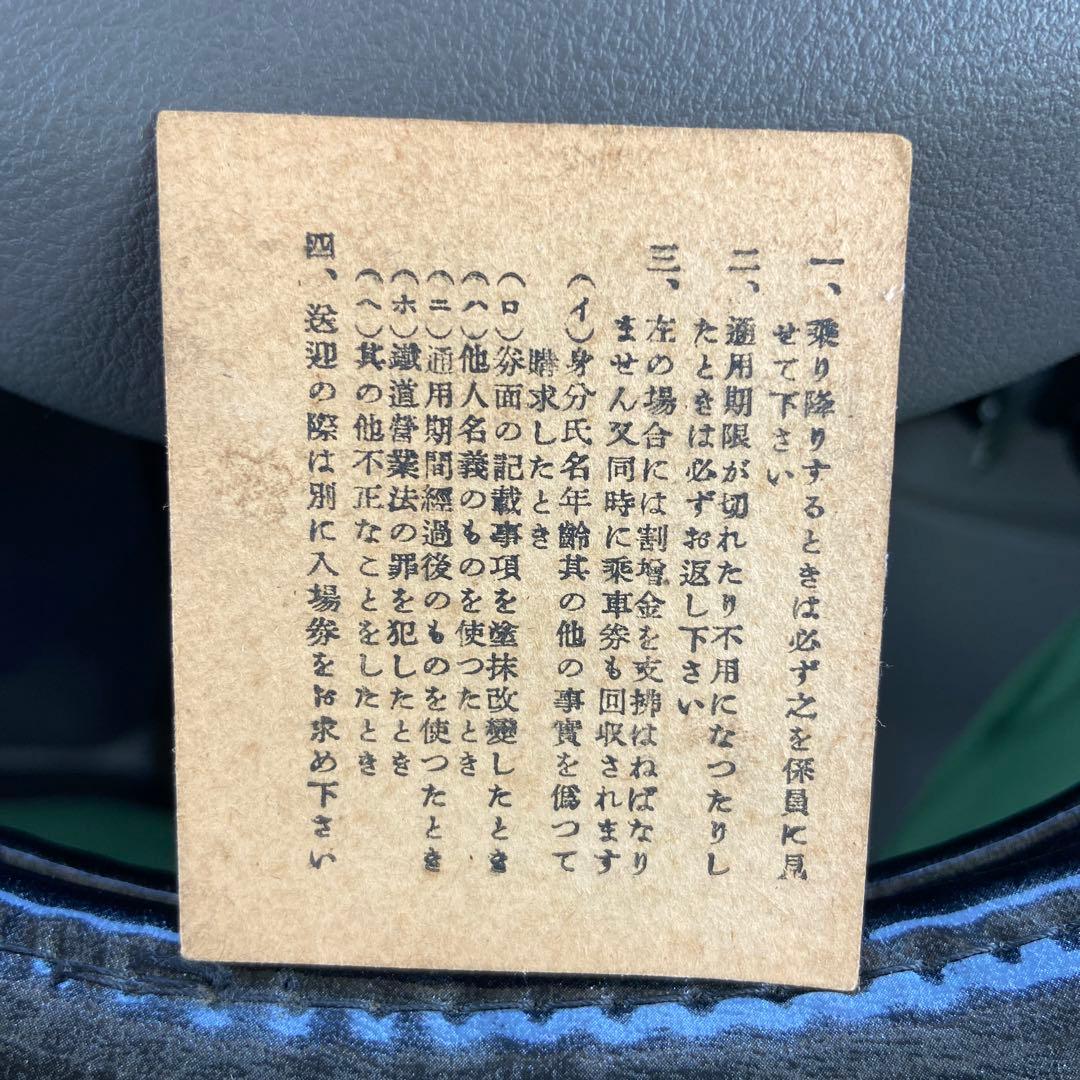 一、乘り降りするときは必ず之を係員に見
せて下さい
二、通用期限が切れたり不用になつたりし
たときは必ずお返し下さい
三、左の場合には割增金を支拂はねばなり
ません又同時に乘車券も回収されます
（イ）身分氏名年齡其の他の事實を僞つて
購求したとき
（ロ）券面の記載事項を塗抹改變したとき
（ハ）他人名義のものを使つたとき
（ニ）通用期間經過後のものを使つたとき
（ホ）鐵道營業法の罪を犯したとき
（ヘ）其の他不正なことをしたとき
四、送迎の際は別に入場券をお求め下さい